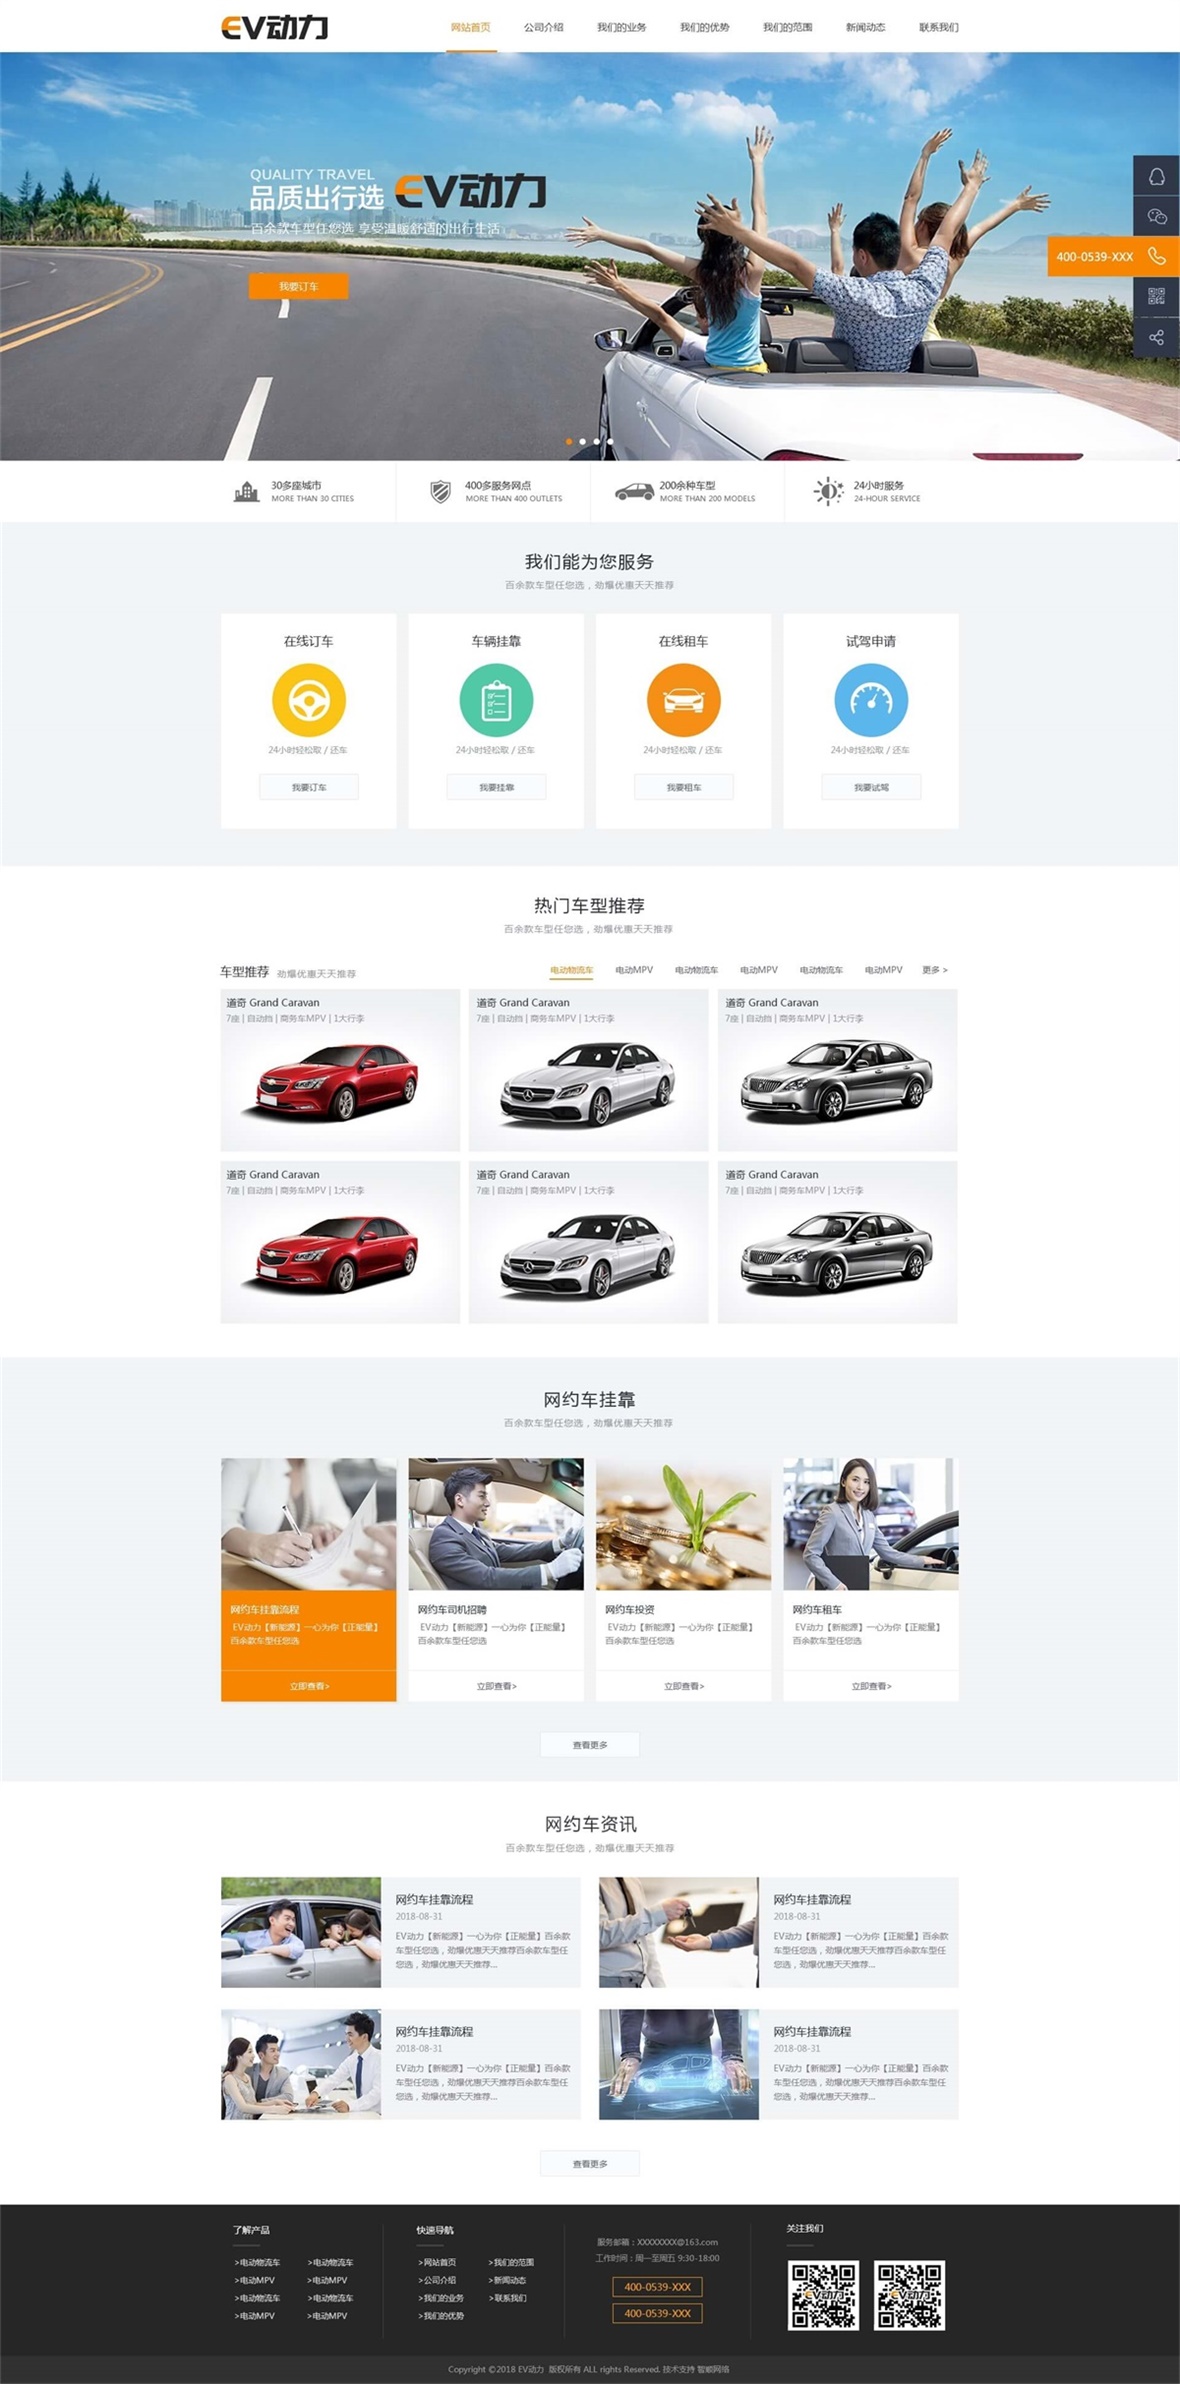 EV动力
网站首页 公司介绍 我们的业务 我们的优势 我们的范围 新闻动态 联系我们
QUALITY TRAVEL
品质出行选 EV动力
百余款车型任您选 享受温暖舒适的出行生活
我要订车
400-0539-XXX
30多座城市
MORE THAN 30 CITIES
400多服务网点
MORE THAN 400 OUTLETS
200余种车型
MORE THAN 200 MODELS
24小时服务
24-HOUR SERVICE
我们能为您服务
百余款车型任您选，劲爆优惠天天推荐
在线订车
24小时轻松取 / 还车
我要订车
车辆挂靠
24小时轻松取 / 还车
我要挂靠
在线租车
24小时轻松取 / 还车
我要租车
试驾申请
24小时轻松取 / 还车
我要试驾
热门车型推荐
百余款车型任您选，劲爆优惠天天推荐
车型推荐 劲爆优惠天天推荐
电动物流车 电动MPV 电动物流车 电动MPV 电动物流车 电动MPV 更多 >
道奇 Grand Caravan
7座 | 自动挡 | 商务车MPV | 1大行李
道奇 Grand Caravan
7座 | 自动挡 | 商务车MPV | 1大行李
道奇 Grand Caravan
7座 | 自动挡 | 商务车MPV | 1大行李
道奇 Grand Caravan
7座 | 自动挡 | 商务车MPV | 1大行李
道奇 Grand Caravan
7座 | 自动挡 | 商务车MPV | 1大行李
道奇 Grand Caravan
7座 | 自动挡 | 商务车MPV | 1大行李
网约车挂靠
百余款车型任您选，劲爆优惠天天推荐
网约车挂靠流程
EV动力【新能源】一心为你【正能量】
百余款车型任您选
立即查看>
网约车司机招聘
EV动力【新能源】一心为你【正能量】
百余款车型任您选
立即查看>
网约车投资
EV动力【新能源】一心为你【正能量】
百余款车型任您选
立即查看>
网约车租车
EV动力【新能源】一心为你【正能量】
百余款车型任您选
立即查看>
查看更多
网约车资讯
百余款车型任您选，劲爆优惠天天推荐
网约车挂靠流程
2018-08-31
EV动力【新能源】一心为你【正能量】百余款
车型任您选，劲爆优惠天天推荐百余款车型任
您选，劲爆优惠天天推荐...
网约车挂靠流程
2018-08-31
EV动力【新能源】一心为你【正能量】百余款
车型任您选，劲爆优惠天天推荐百余款车型任
您选，劲爆优惠天天推荐...
网约车挂靠流程
2018-08-31
EV动力【新能源】一心为你【正能量】百余款
车型任您选，劲爆优惠天天推荐百余款车型任
您选，劲爆优惠天天推荐...
网约车挂靠流程
2018-08-31
EV动力【新能源】一心为你【正能量】百余款
车型任您选，劲爆优惠天天推荐百余款车型任
您选，劲爆优惠天天推荐...
查看更多
了解产品
>电动物流车 >电动物流车
>电动MPV >电动MPV
>电动物流车 >电动物流车
>电动MPV >电动MPV
快速导航
>网站首页 >我们的范围
>公司介绍 >新闻动态
>我们的业务 >联系我们
>我们的优势
服务邮箱：XXXXXXXX@163.com
工作时间：周一至周五 9:30-18:00
400-0539-XXX
400-0539-XXX
关注我们
EV动力
EV动力
Copyright ©2018 EV动力 版权所有 ALL rights Reserved. 技术支持 智顺网络